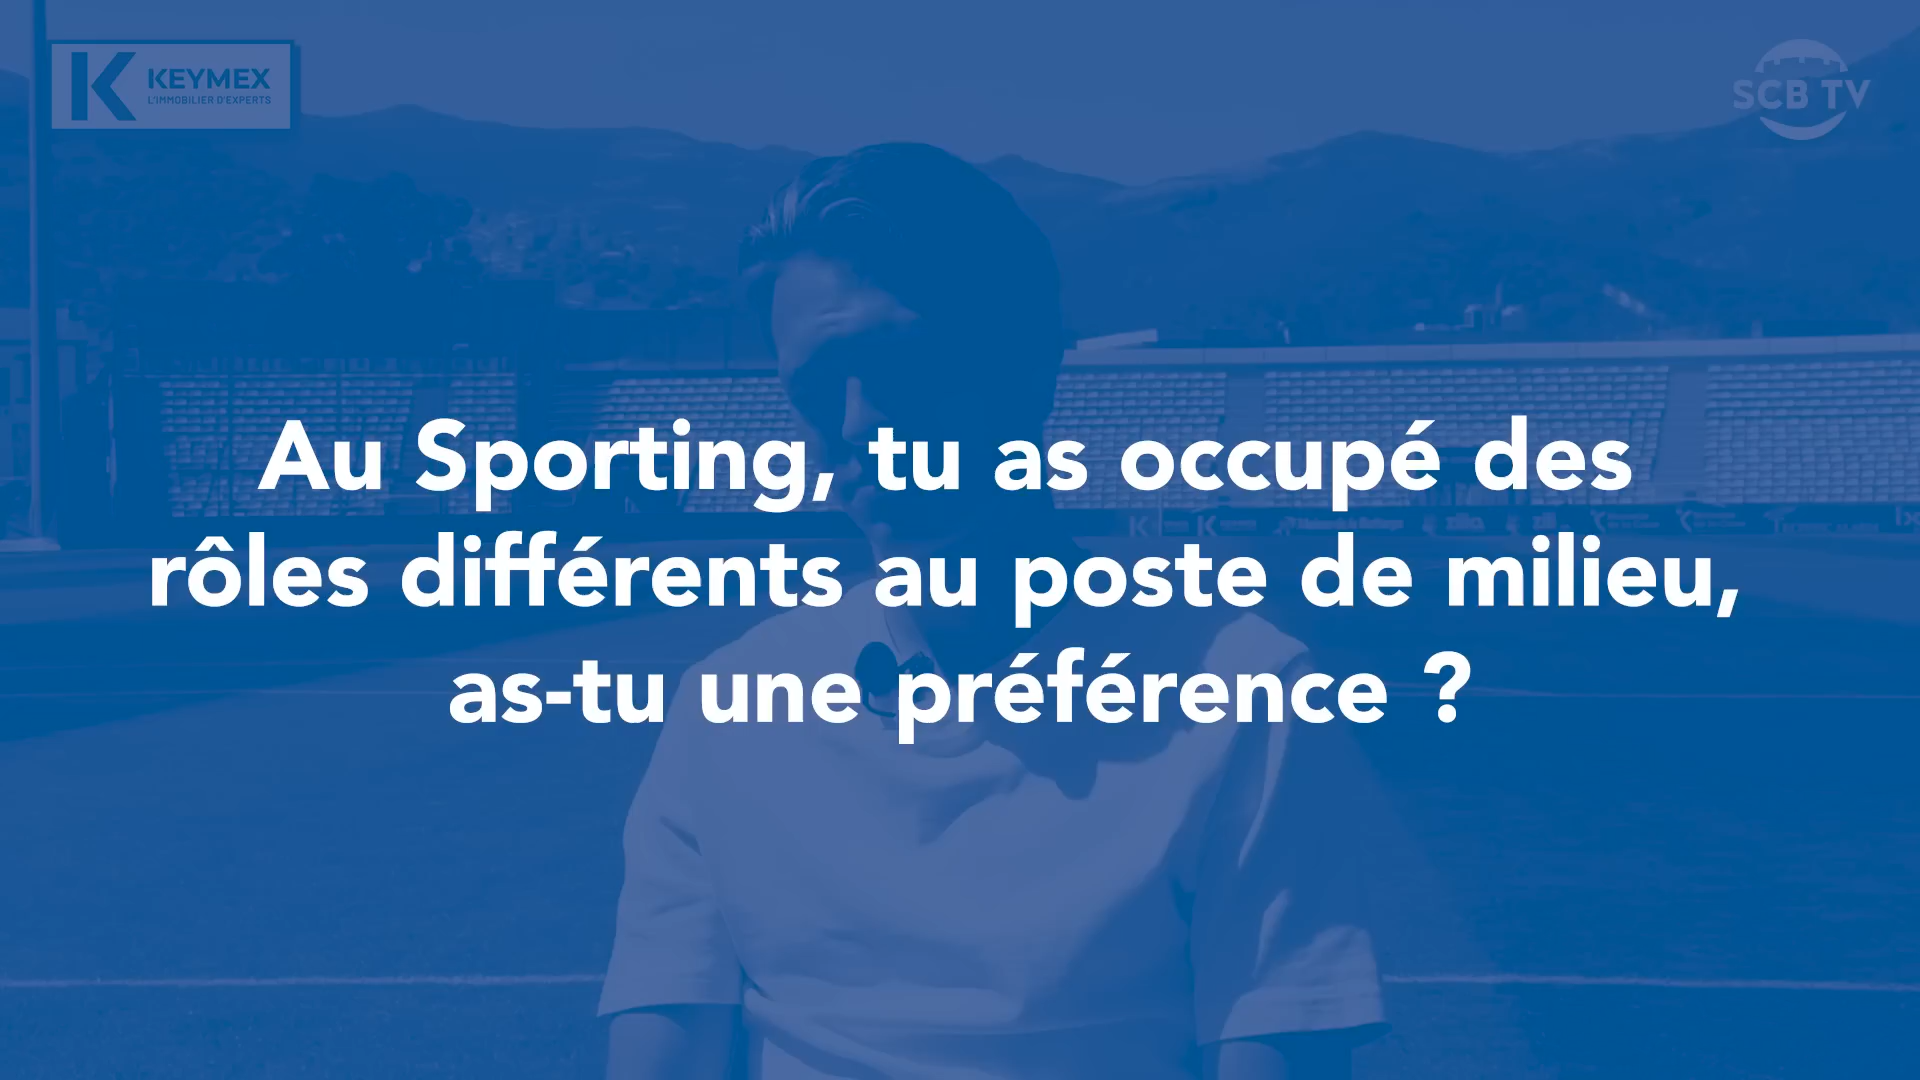 KEYMEX
L'IMMOBILIER D'EXPERTS
SCB TV
Au Sporting, tu as occupé des
rôles différents au poste de milieu,
as-tu une préférence ?
KEYMEX